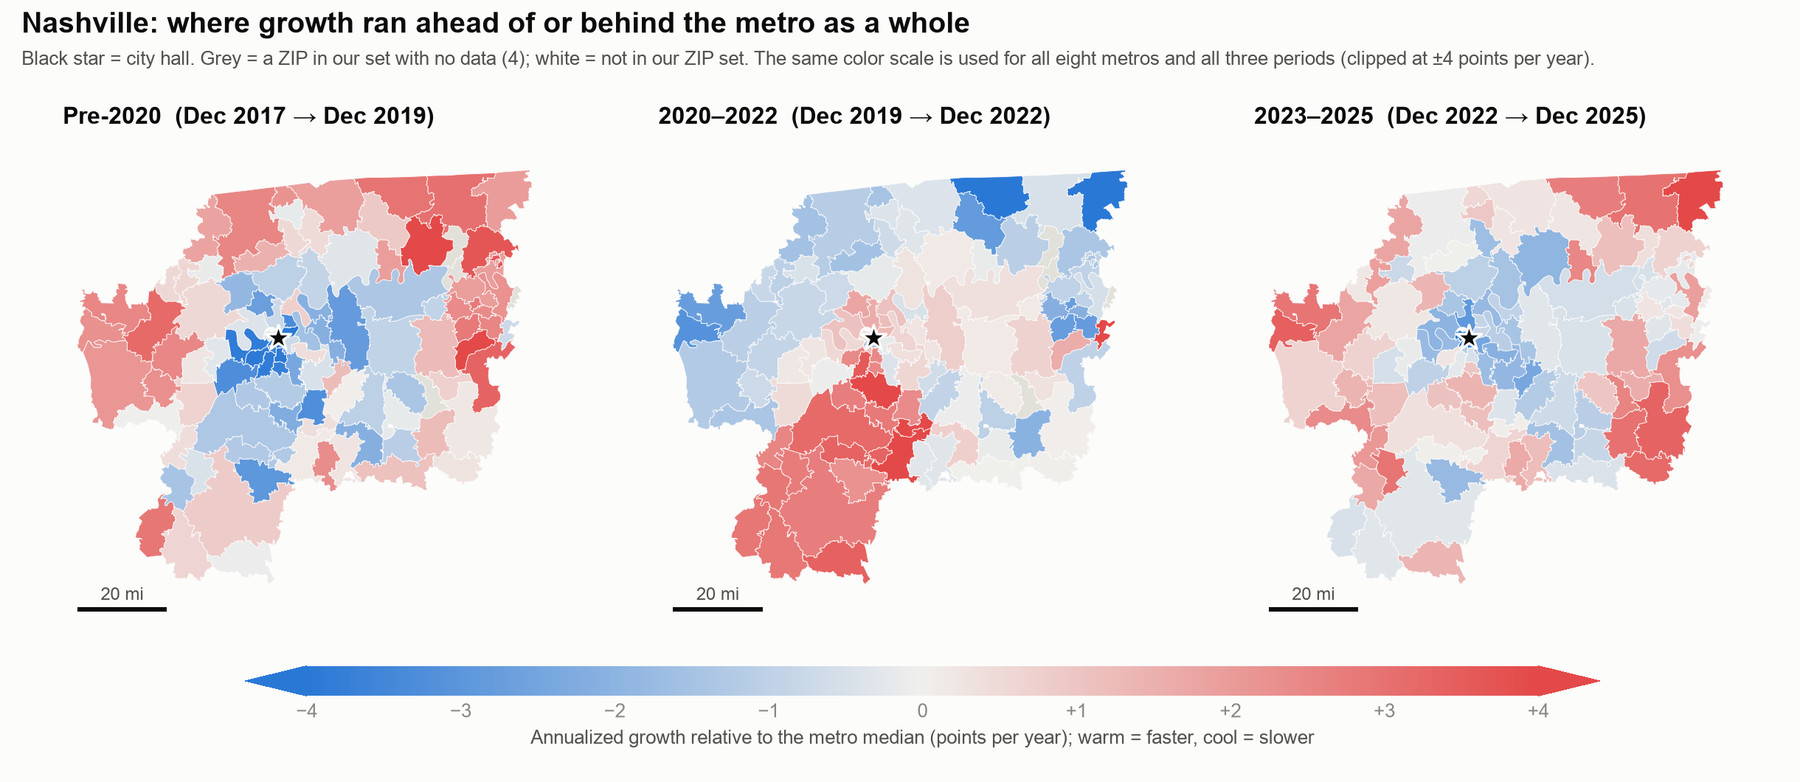 Nashville: where growth ran ahead of or behind the metro as a whole
Black star = city hall. Grey = a ZIP in our set with no data (4); white = not in our ZIP set. The same color scale is used for all eight metros and all three periods (clipped at ±4 points per year).
Pre-2020  (Dec 2017 → Dec 2019)
2020–2022  (Dec 2019 → Dec 2022)
2023–2025  (Dec 2022 → Dec 2025)
20 mi
20 mi
20 mi
−4 −3 −2 −1 0 +1 +2 +3 +4
Annualized growth relative to the metro median (points per year); warm = faster, cool = slower